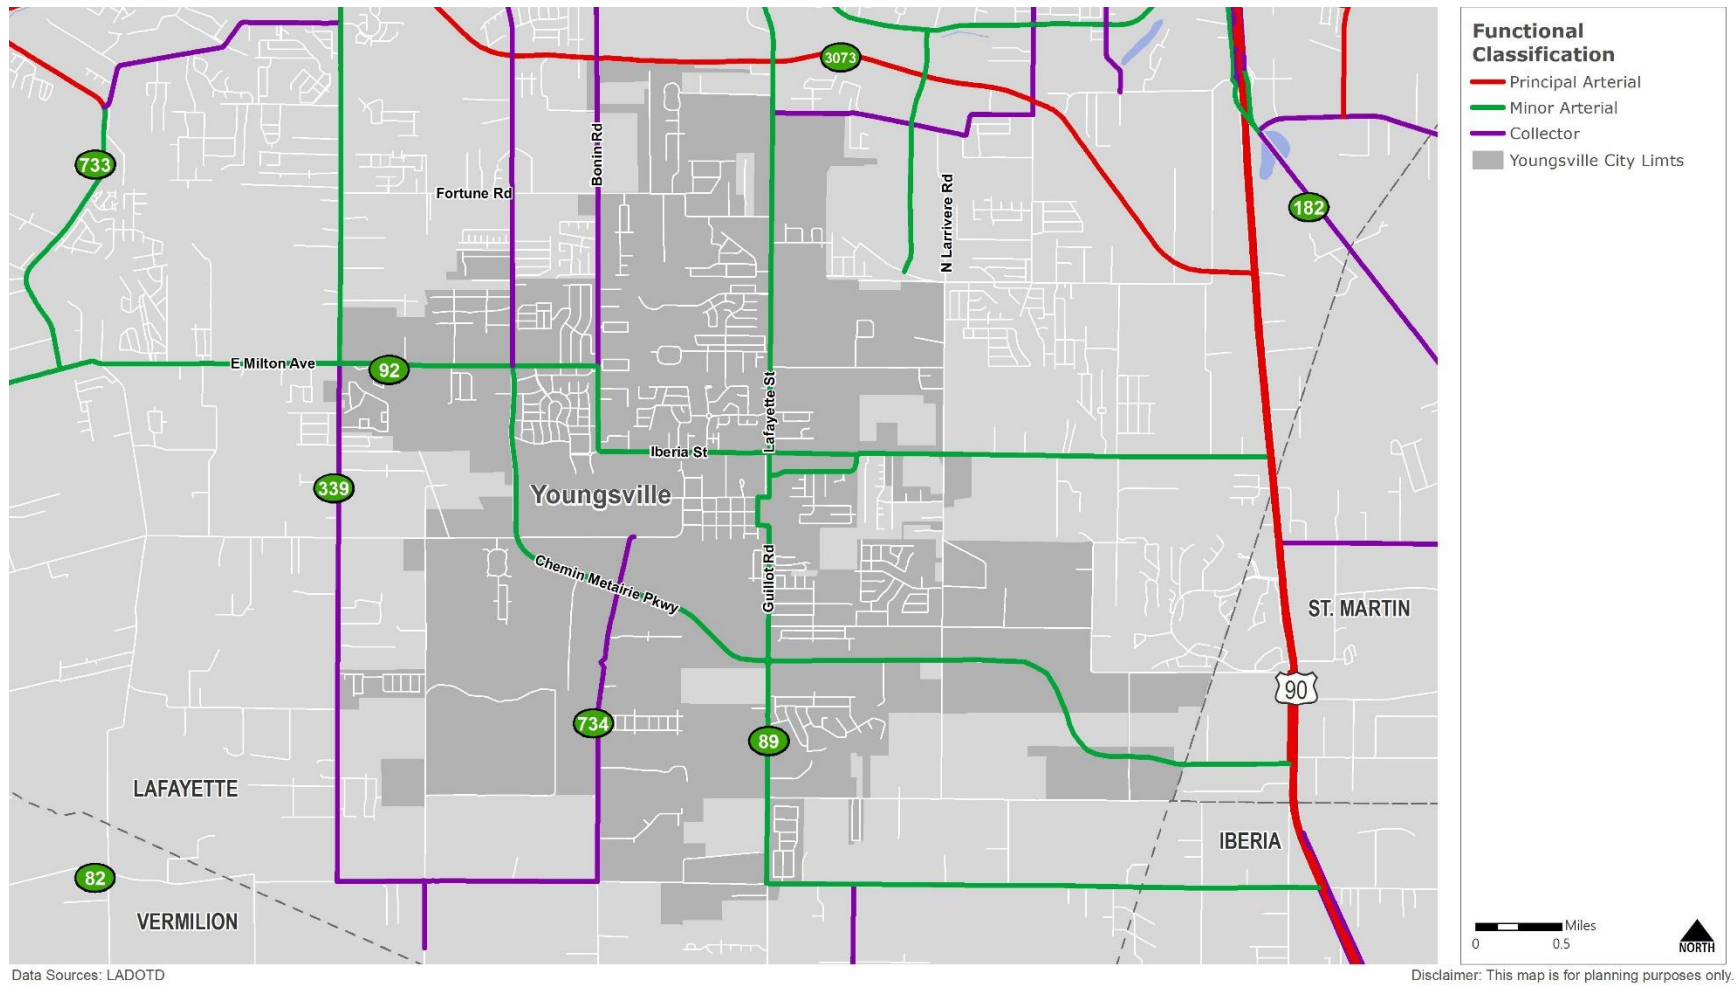 Functional
Classification
Principal Arterial
Minor Arterial
Collector
Youngsville City Limts
3073
733
Bonin Rd
Fortune Rd
N Larrivere Rd
182
E Milton Ave
92
Lafayette St
Iberia St
339
Youngsville
Chemin Metairie Pkwy
Guillot Rd
ST. MARTIN
90
734
89
LAFAYETTE
IBERIA
82
VERMILION
Miles
0 0.5
NORTH
Data Sources: LADOTD
Disclaimer: This map is for planning purposes only.